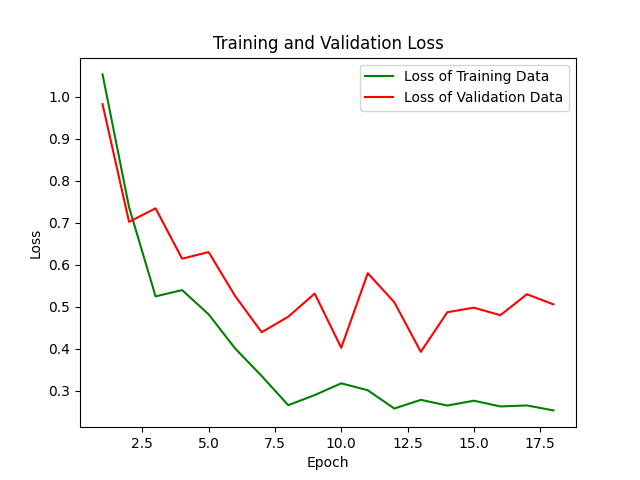 Training and Validation Loss
Loss of Training Data
Loss of Validation Data
1.0
0.9
0.8
0.7
0.6
0.5
0.4
0.3
Loss
2.5 5.0 7.5 10.0 12.5 15.0 17.5
Epoch